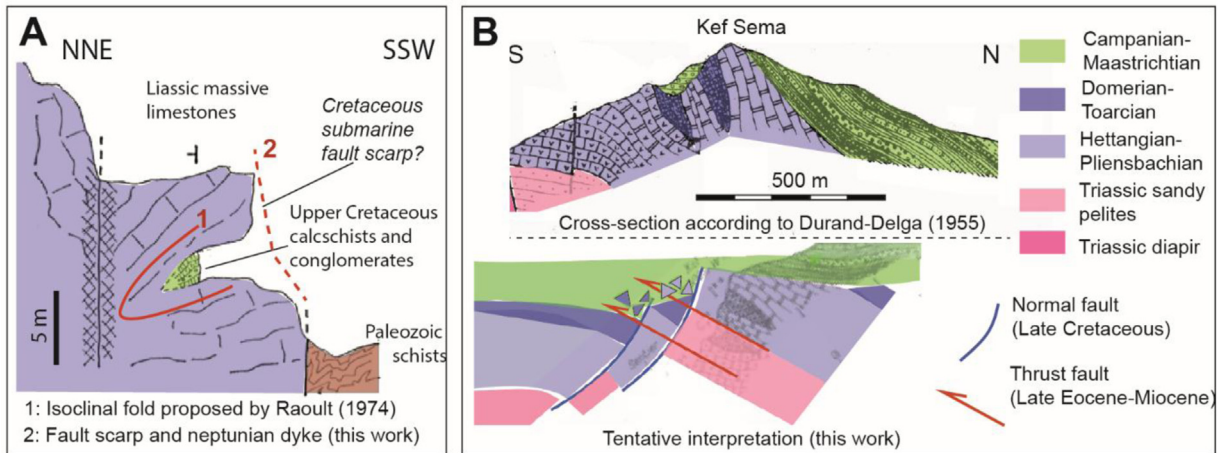 A
NNE
SSW
Liassic massive
limestones
Cretaceous
submarine
fault scarp?
2
1
Upper Cretaceous
calcschists and
conglomerates
5 m
Paleozoic
schists
1: Isoclinal fold proposed by Raoult (1974)
2: Fault scarp and neptunian dyke (this work)
B
Kef Sema
S
N
500 m
Cross-section according to Durand-Delga (1955)
Tentative interpretation (this work)
Campanian-
Maastrichtian
Domerian-
Toarcian
Hettangian-
Pliensbachian
Triassic sandy
pelites
Triassic diapir
Normal fault
(Late Cretaceous)
Thrust fault
(Late Eocene-Miocene)